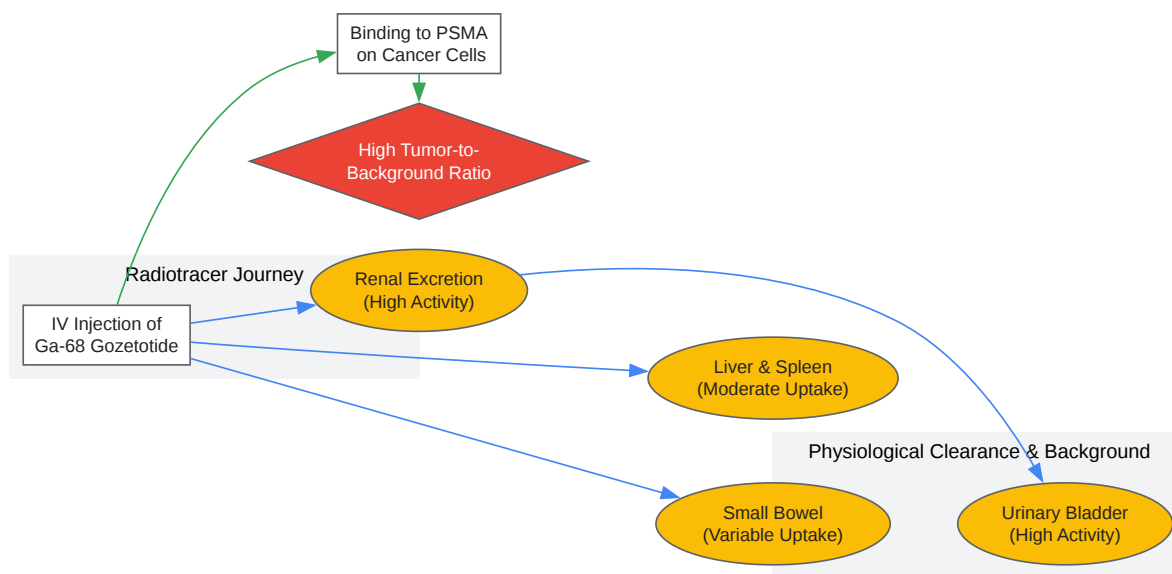 Binding to PSMA
on Cancer Cells
High Tumor-to-
Background Ratio
Radiotracer Journey
Renal Excretion
(High Activity)
IV Injection of
Ga-68 Gozetotide
Liver & Spleen
(Moderate Uptake)
Physiological Clearance & Background
Small Bowel
(Variable Uptake)
Urinary Bladder
(High Activity)